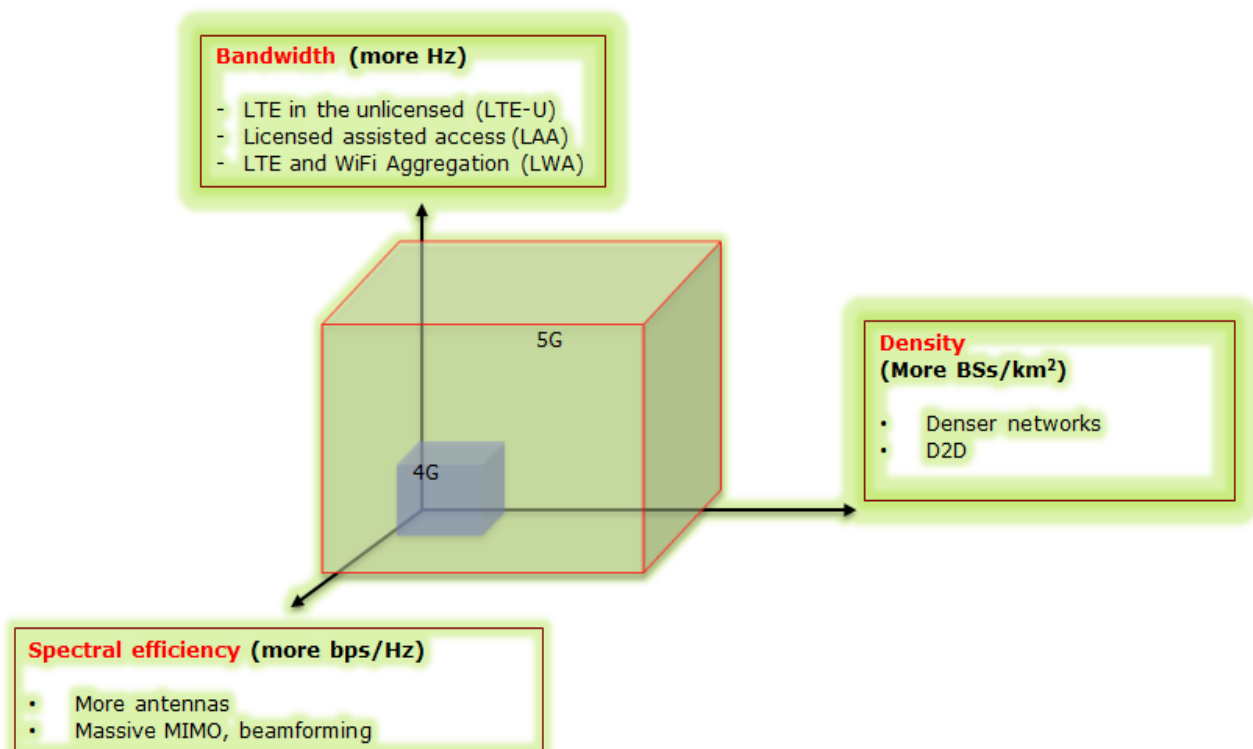 Bandwidth (more Hz)
- LTE in the unlicensed (LTE-U)
- Licensed assisted access (LAA)
- LTE and WiFi Aggregation (LWA)
5G
4G
Density
(More BSs/km²)
• Denser networks
• D2D
Spectral efficiency (more bps/Hz)
• More antennas
• Massive MIMO, beamforming